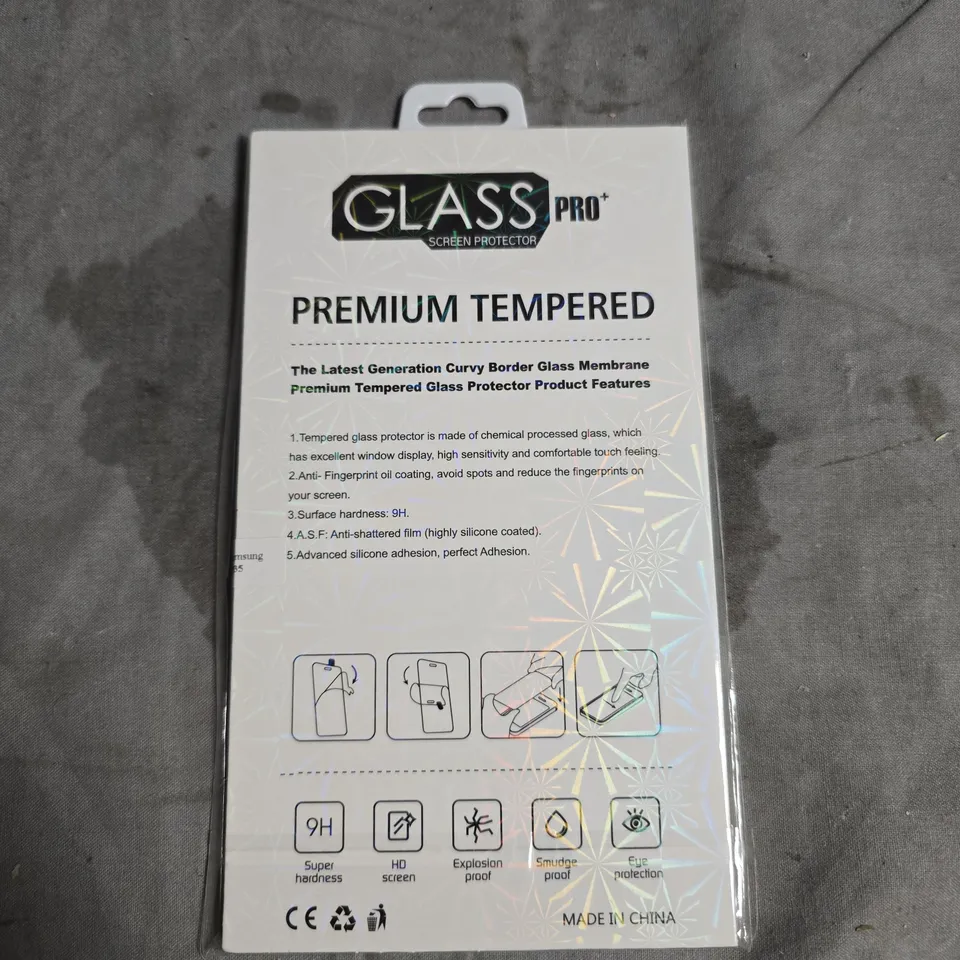 GLASS PRO+
SCREEN PROTECTOR
PREMIUM TEMPERED
The Latest Generation Curvy Border Glass Membrane
Premium Tempered Glass Protector Product Features
1.Tempered glass protector is made of chemical processed glass, which
has excellent window display, high sensitivity and comfortable touch feeling.
2.Anti- Fingerprint oil coating, avoid spots and reduce the fingerprints on
your screen.
3.Surface hardness: 9H.
4.A.S.F: Anti-shattered film (highly silicone coated).
msung
5.Advanced silicone adhesion, perfect Adhesion.
9H
Super
hardness
HD
screen
Explosion
proof
Smudge
proof
Eye
protection
CE
MADE IN CHINA